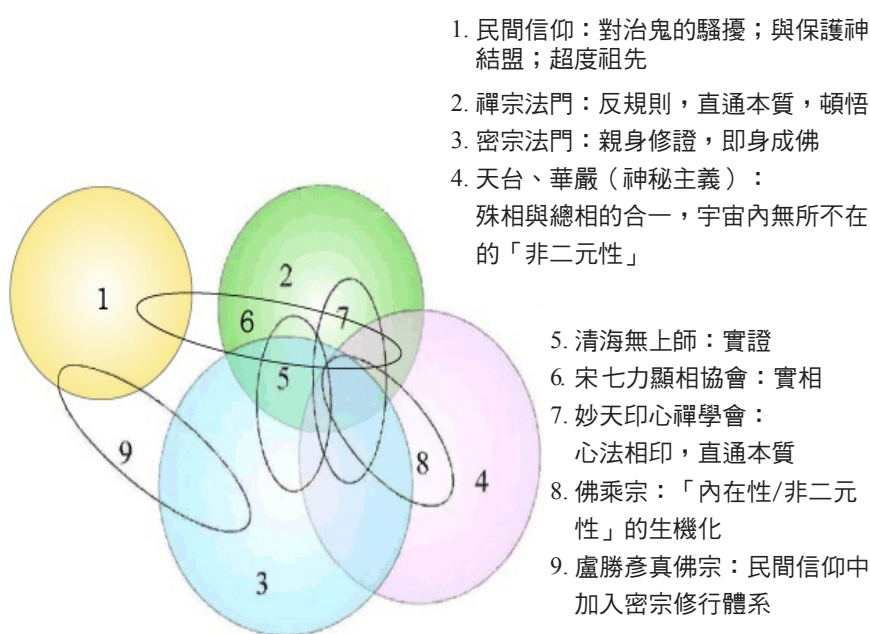 1. 民間信仰：對治鬼的騷擾；與保護神
結盟；超度祖先
2. 禪宗法門：反規則，直通本質，頓悟
3. 密宗法門：親身修證，即身成佛
4. 天台、華嚴（神秘主義）：
殊相與總相的合一，宇宙內無所不在
的「非二元性」
5. 清海無上師：實證
6. 宋七力顯相協會：實相
7. 妙天印心禪學會：
心法相印，直通本質
8. 佛乘宗：「內在性/非二元
性」的生機化
9. 盧勝彥真佛宗：民間信仰中
加入密宗修行體系
1
2
6
7
5
9
8
4
3